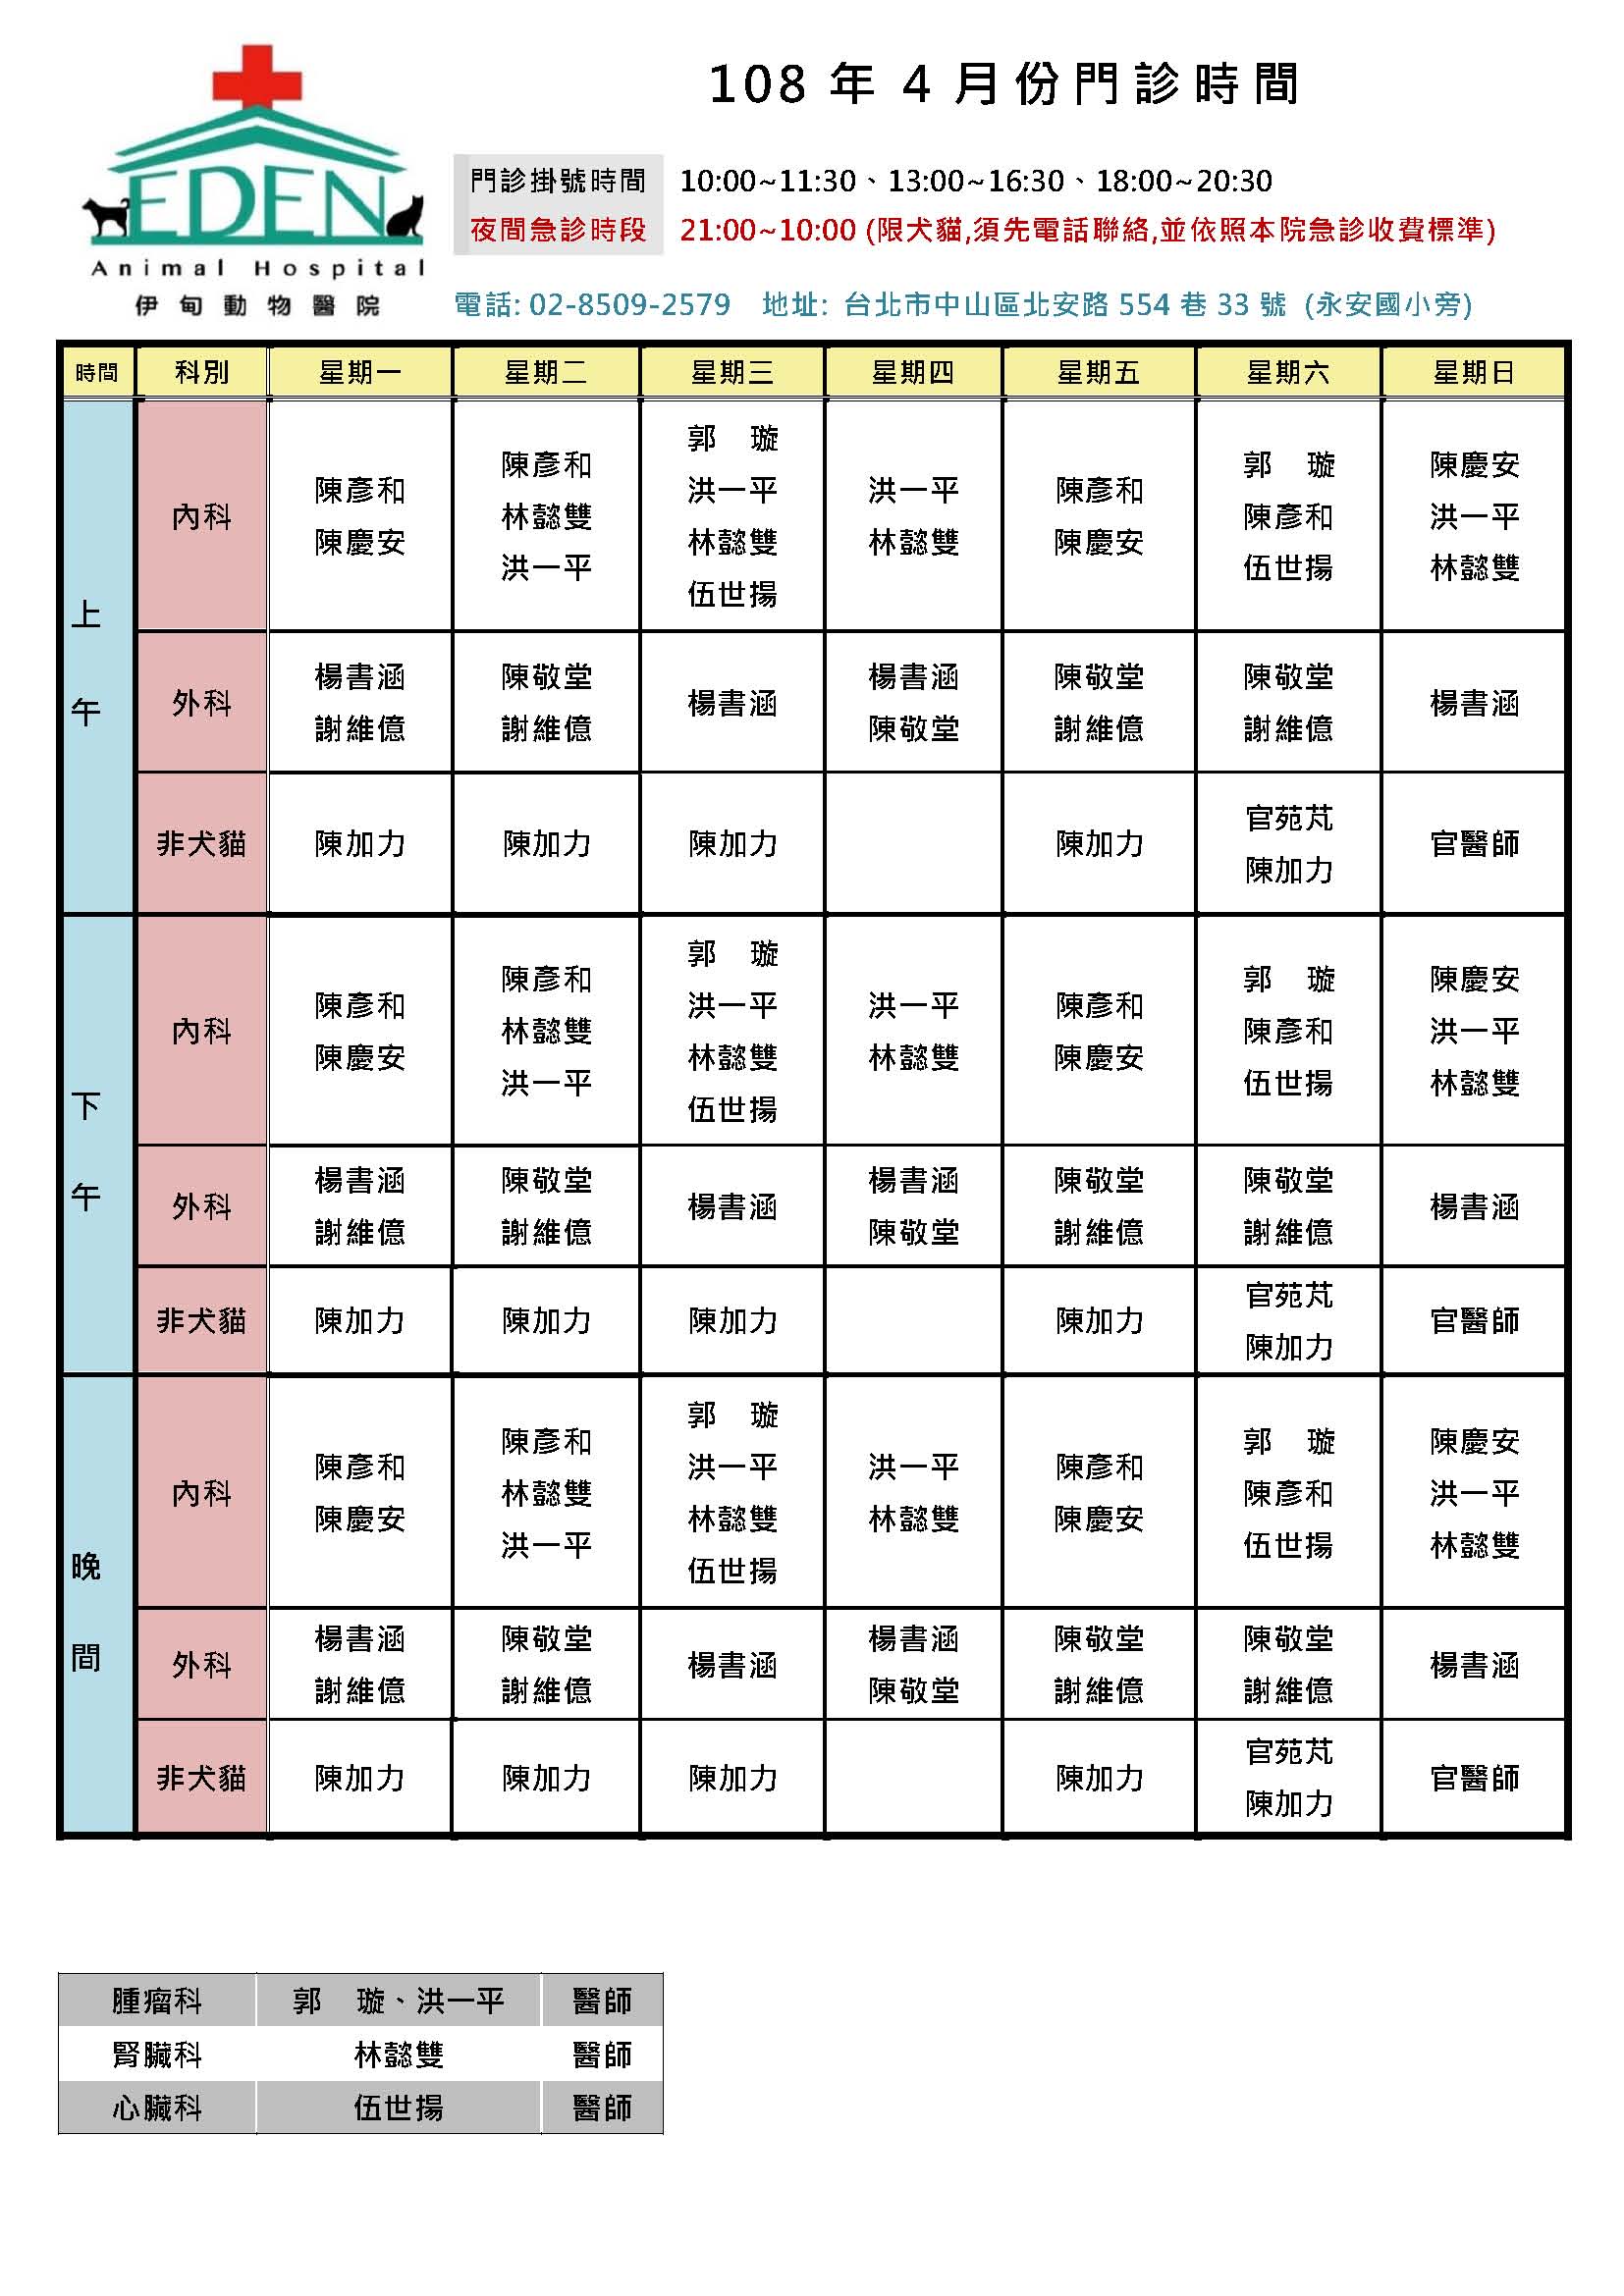 EDEN
Animal Hospital
伊甸動物醫院
108 年 4 月份門診時間
門診掛號時間 10:00~11:30、13:00~16:30、18:00~20:30
夜間急診時段 21:00~10:00 (限犬貓,須先電話聯絡,並依照本院急診收費標準)
電話: 02-8509-2579 地址: 台北市中山區北安路 554 巷 33 號 (永安國小旁)
時間 科別 星期一 星期二 星期三 星期四 星期五 星期六 星期日
上午
內科
陳彥和
陳慶安
陳彥和
林懿雙
洪一平
郭 璇
洪一平
林懿雙
伍世揚
洪一平
林懿雙
陳彥和
陳慶安
郭 璇
陳彥和
伍世揚
陳慶安
洪一平
林懿雙
外科
楊書涵
謝維億
陳敬堂
謝維億
楊書涵
楊書涵
陳敬堂
陳敬堂
謝維億
陳敬堂
謝維億
楊書涵
非犬貓
陳加力
陳加力
陳加力
陳加力
官苑芃
陳加力
官醫師
下午
內科
陳彥和
陳慶安
陳彥和
林懿雙
洪一平
郭 璇
洪一平
林懿雙
伍世揚
洪一平
林懿雙
陳彥和
陳慶安
郭 璇
陳彥和
伍世揚
陳慶安
洪一平
林懿雙
外科
楊書涵
謝維億
陳敬堂
謝維億
楊書涵
楊書涵
陳敬堂
陳敬堂
謝維億
陳敬堂
謝維億
楊書涵
非犬貓
陳加力
陳加力
陳加力
陳加力
官苑芃
陳加力
官醫師
晚間
內科
陳彥和
陳慶安
陳彥和
林懿雙
洪一平
郭 璇
洪一平
林懿雙
伍世揚
洪一平
林懿雙
陳彥和
陳慶安
郭 璇
陳彥和
伍世揚
陳慶安
洪一平
林懿雙
外科
楊書涵
謝維億
陳敬堂
謝維億
楊書涵
楊書涵
陳敬堂
陳敬堂
謝維億
陳敬堂
謝維億
楊書涵
非犬貓
陳加力
陳加力
陳加力
陳加力
官苑芃
陳加力
官醫師
腫瘤科 郭 璇、洪一平 醫師
腎臟科 林懿雙 醫師
心臟科 伍世揚 醫師